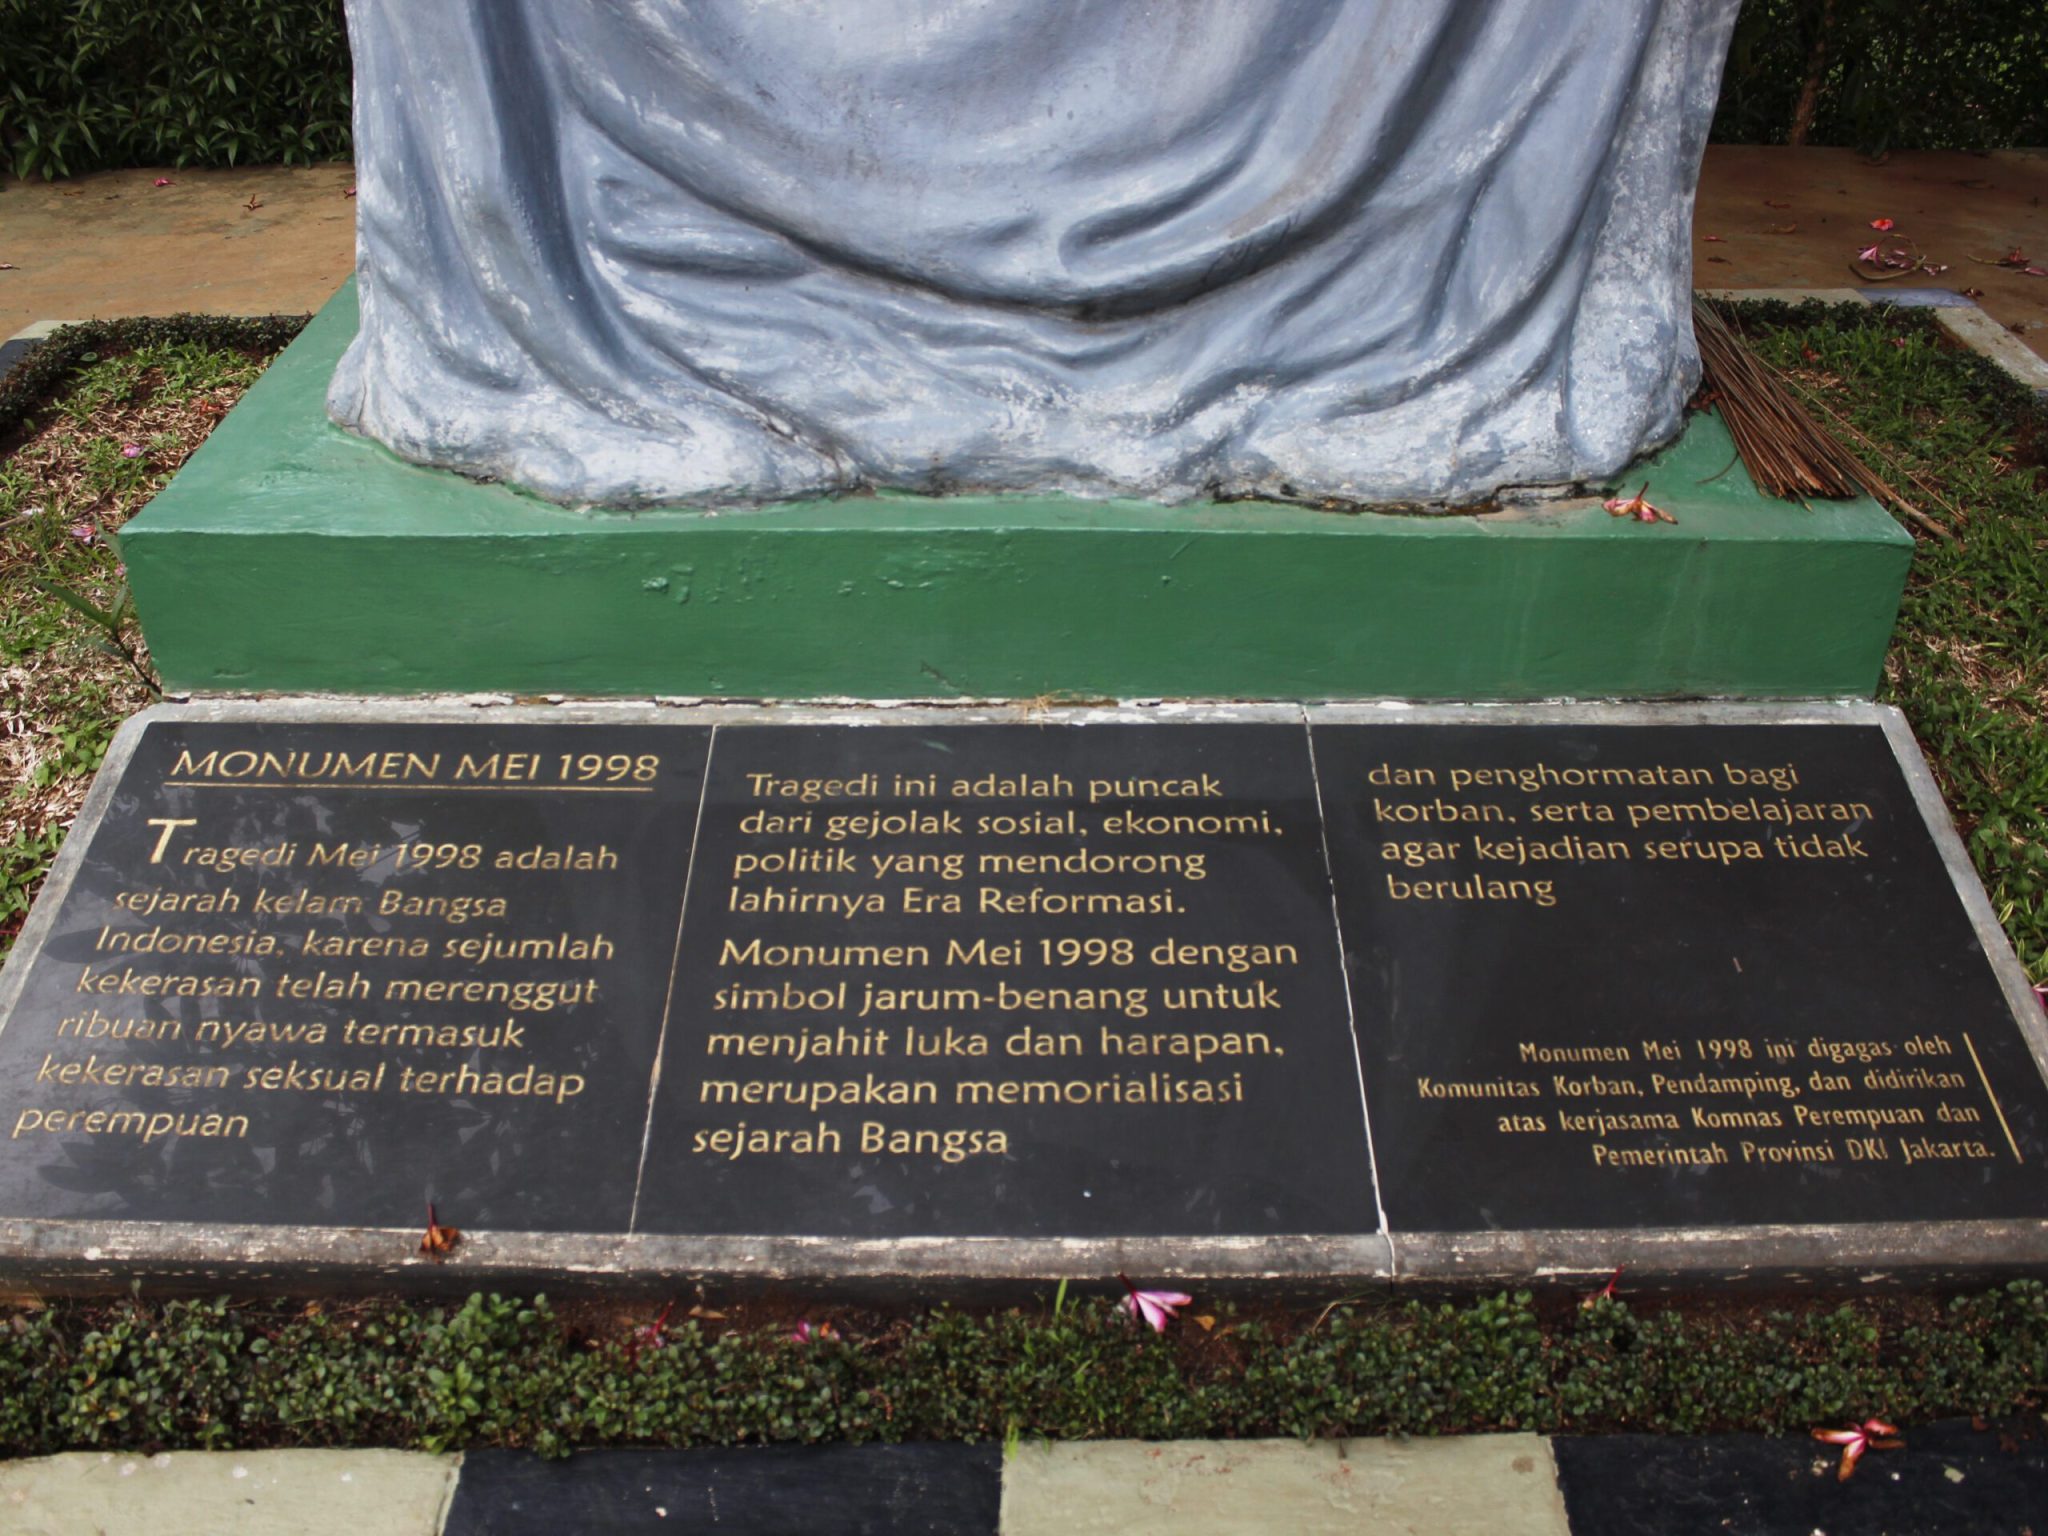 MONUMEN MEI 1998
Tragedi Mei 1998 adalah
sejarah kelam Bangsa
Indonesia, karena sejumlah
kekerasan telah merenggut
ribuan nyawa termasuk
kekerasan seksual terhadap
perempuan
Tragedi ini adalah puncak
dari gejolak sosial, ekonomi,
politik yang mendorong
lahirnya Era Reformasi.
Monumen Mei 1998 dengan
simbol jarum-benang untuk
menjahit luka dan harapan,
merupakan memorialisasi
sejarah Bangsa
dan penghormatan bagi
korban, serta pembelajaran
agar kejadian serupa tidak
berulang
Monumen Mei 1998 ini digagas oleh
Komunitas Korban, Pendamping, dan didirikan
atas kerjasama Komnas Perempuan dan
Pemerintah Provinsi DKI Jakarta.